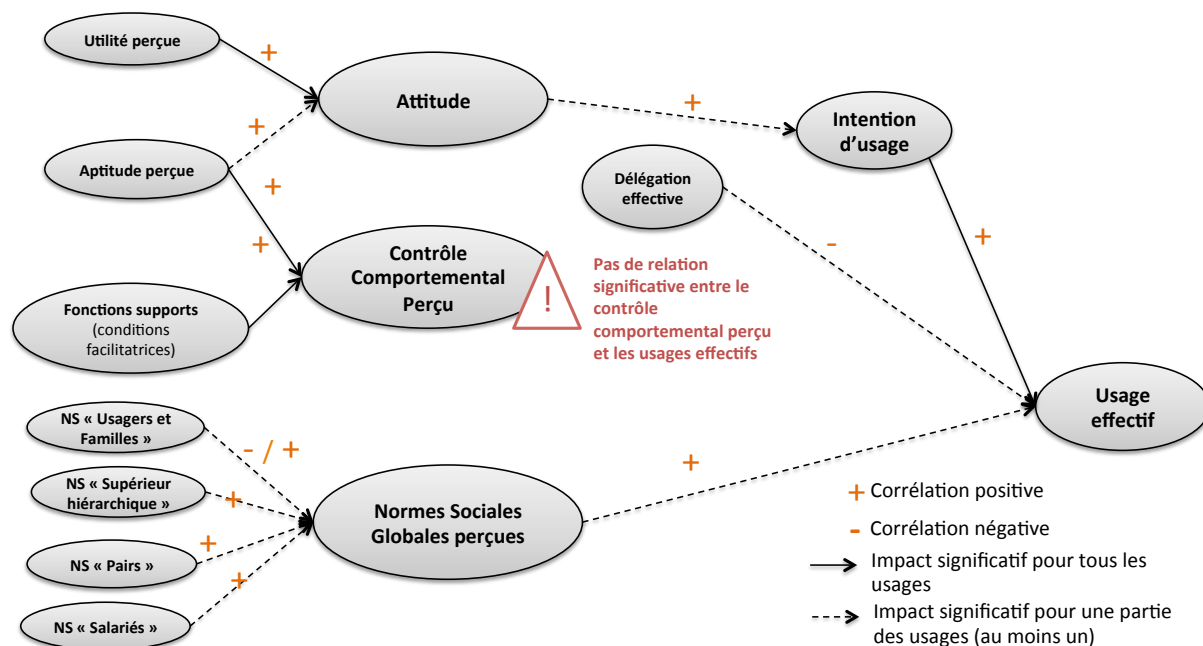 Utilité perçue
+
Attitude
+
+
Intention
d’usage
Aptitude perçue
+
Délégation
effective
+
-
+
Contrôle
Comportemental
Perçu
!
Pas de relation
significative entre le
contrôle
comportemental perçu
et les usages effectifs
Fonctions supports
(conditions
facilitatrices)
Usage
effectif
NS « Usagers et
Familles »
- / +
+
NS « Supérieur
hiérarchique »
+
Normes Sociales
Globales perçues
NS « Pairs »
+
NS « Salariés »
+
+ Corrélation positive
- Corrélation négative
Impact significatif pour tous les
usages
Impact significatif pour une partie
des usages (au moins un)